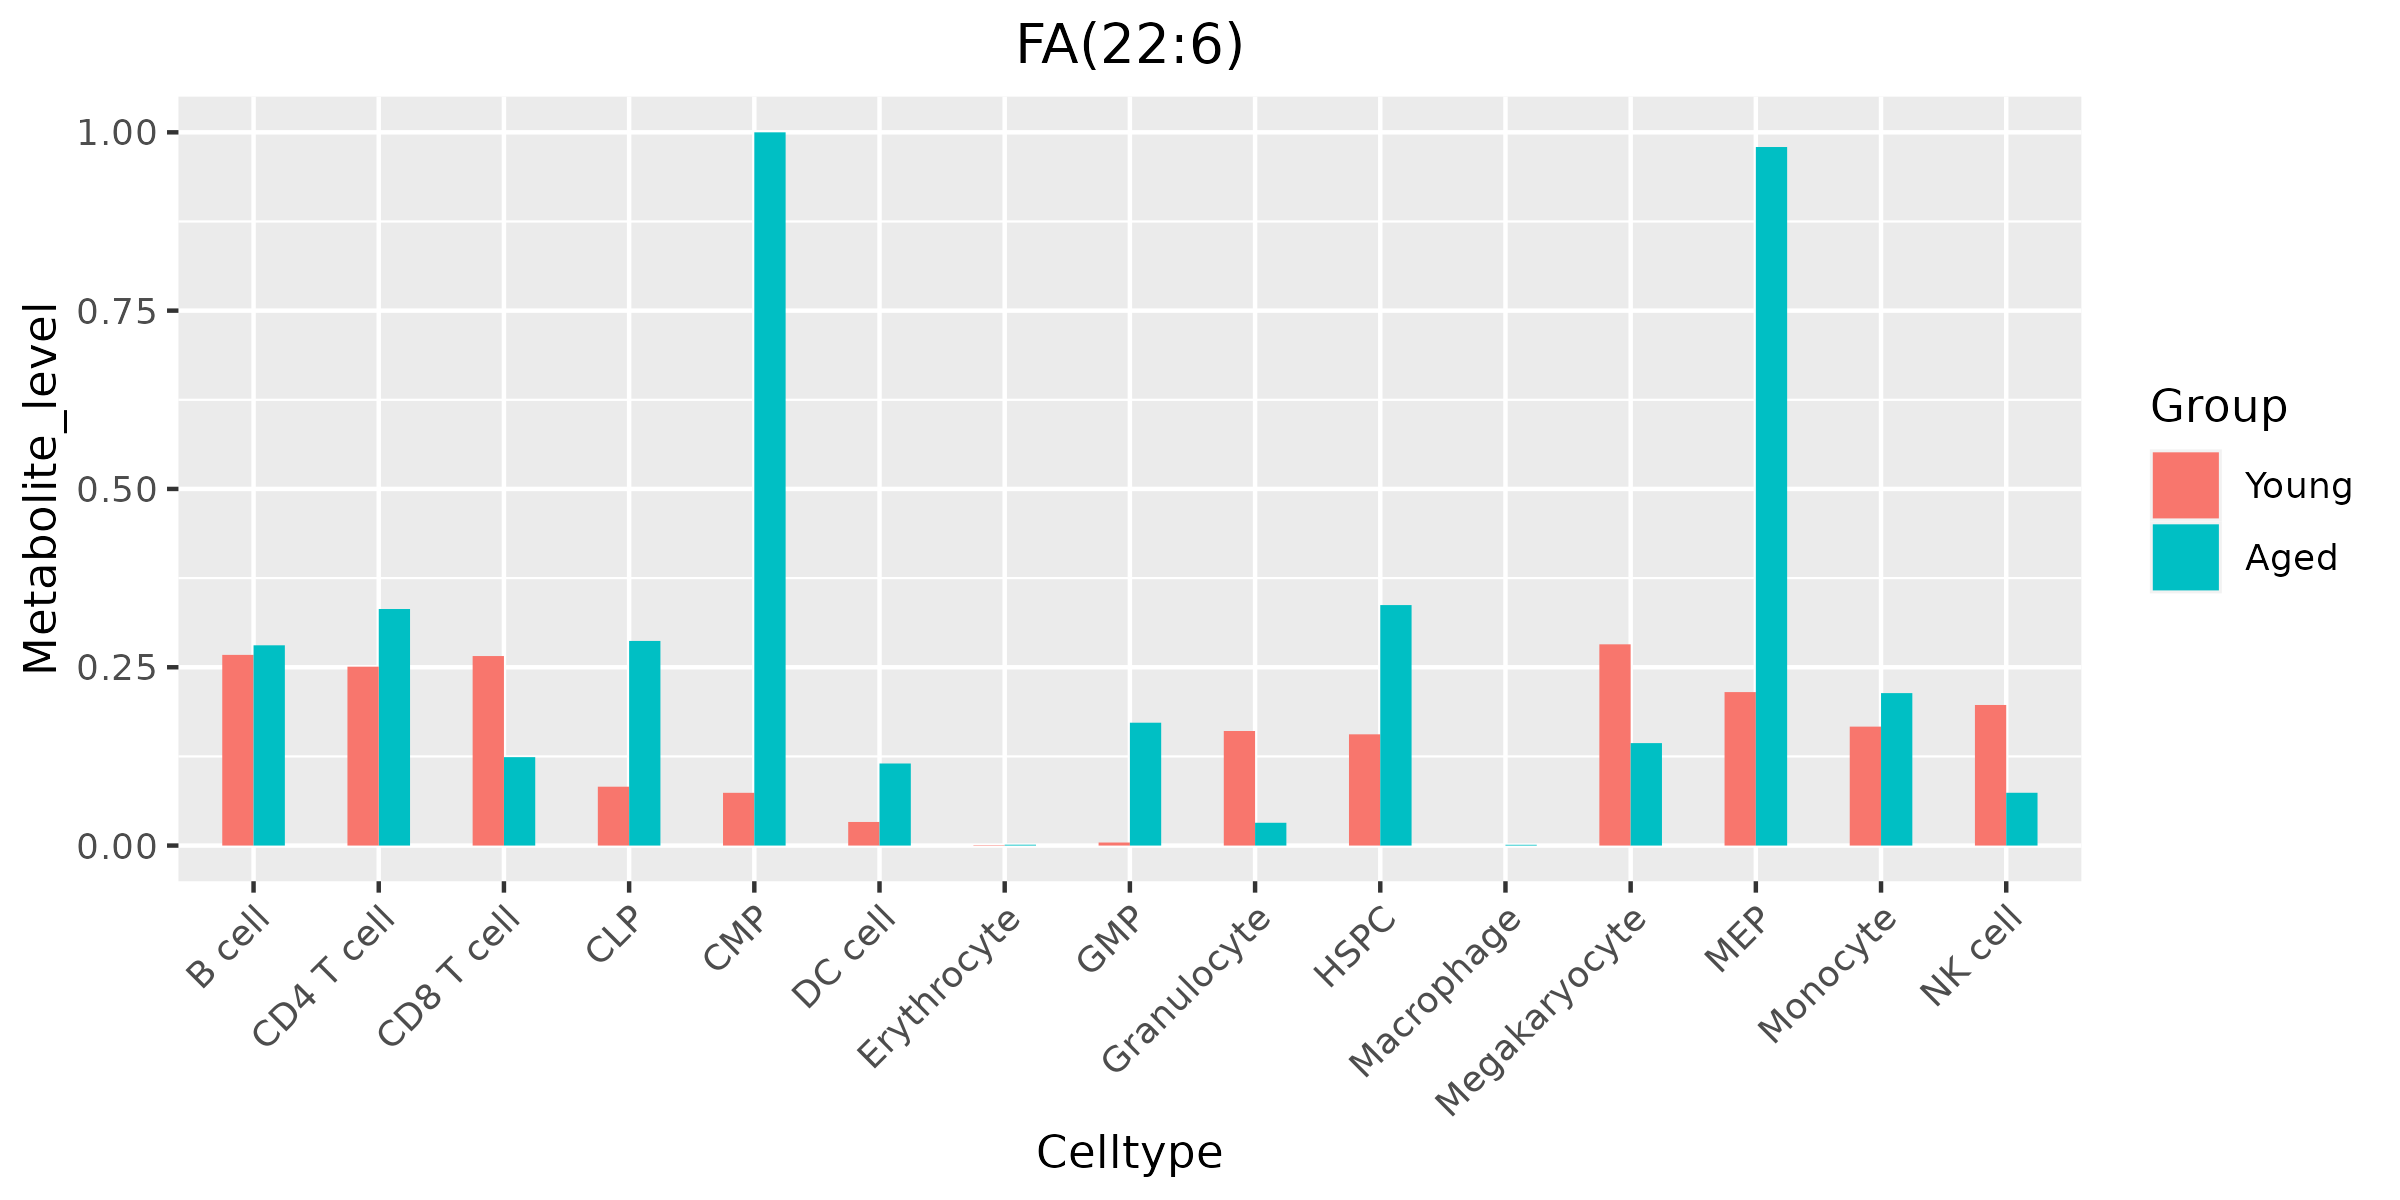 FA(22:6)
Metabolite_level
1.00
0.75
0.50
0.25
0.00
B cell
CD4 T cell
CD8 T cell
CLP
CMP
DC cell
Erythrocyte
GMP
Granulocyte
HSPC
Macrophage
Megakaryocyte
MEP
Monocyte
NK cell
Celltype
Group
Young
Aged